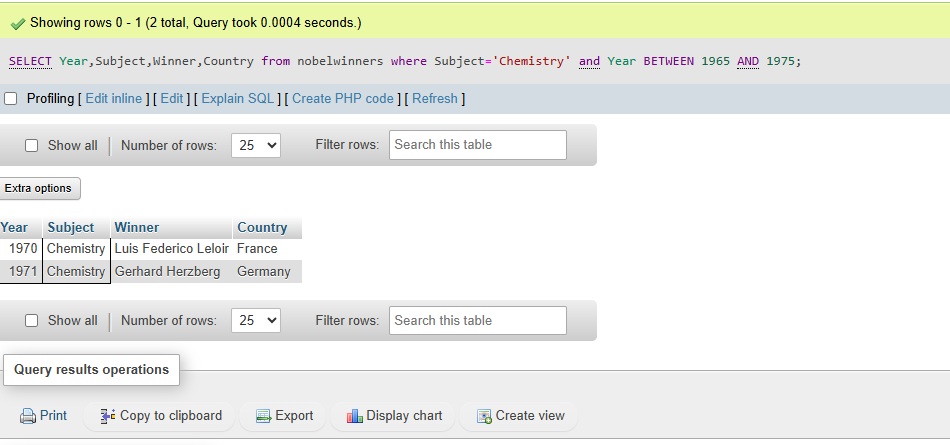 Showing rows 0 - 1 (2 total, Query took 0.0004 seconds.)
SELECT Year,Subject,Winner,Country from nobelwinners where Subject='Chemistry' and Year BETWEEN 1965 AND 1975;
Profiling [ Edit inline ] [ Edit ] [ Explain SQL ] [ Create PHP code ] [ Refresh ]
Show all | Number of rows: 25 Filter rows: Search this table
Extra options
Year Subject Winner Country
1970 Chemistry Luis Federico Leloir France
1971 Chemistry Gerhard Herzberg Germany
Show all | Number of rows: 25 Filter rows: Search this table
Query results operations
Print Copy to clipboard Export Display chart Create view